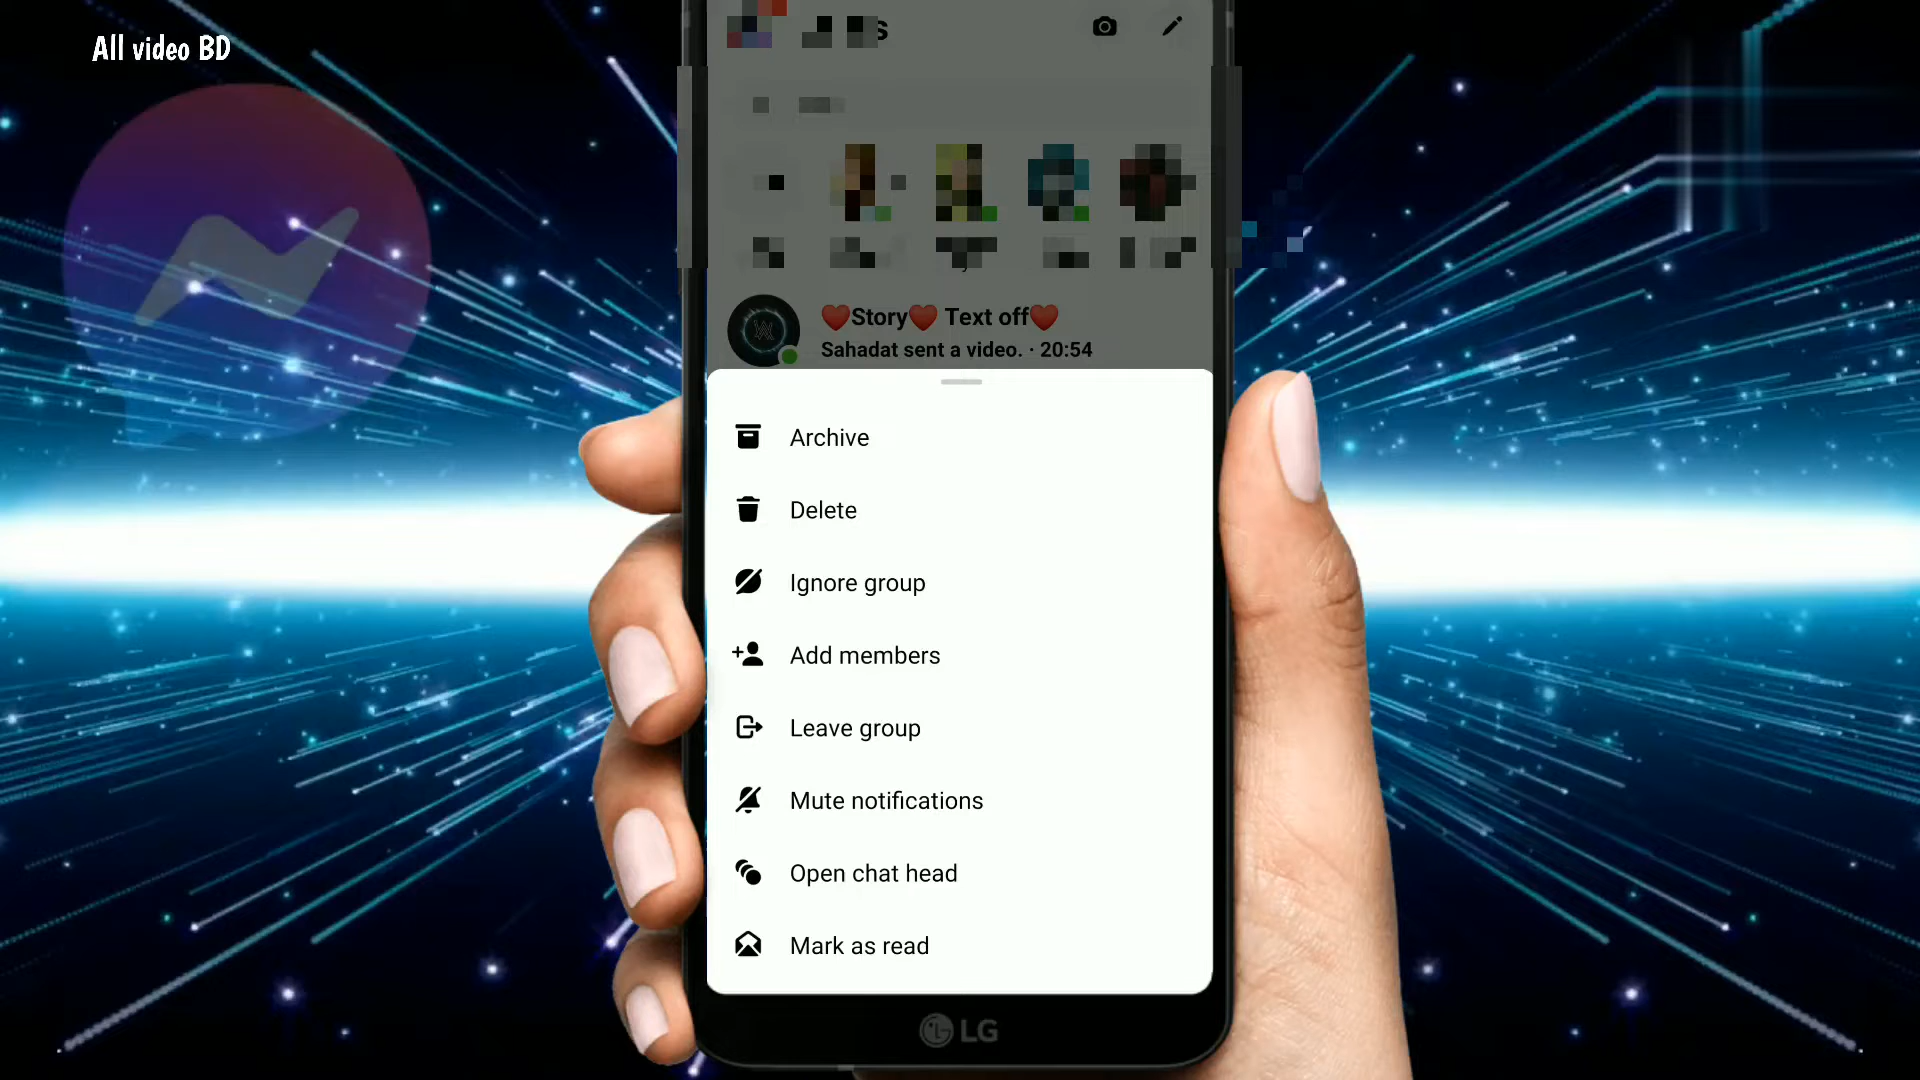 All video BD
❤️Story❤️ Text off❤️
Sahadat sent a video. · 20:54
Archive
Delete
Ignore group
Add members
Leave group
Mute notifications
Open chat head
Mark as read
LG